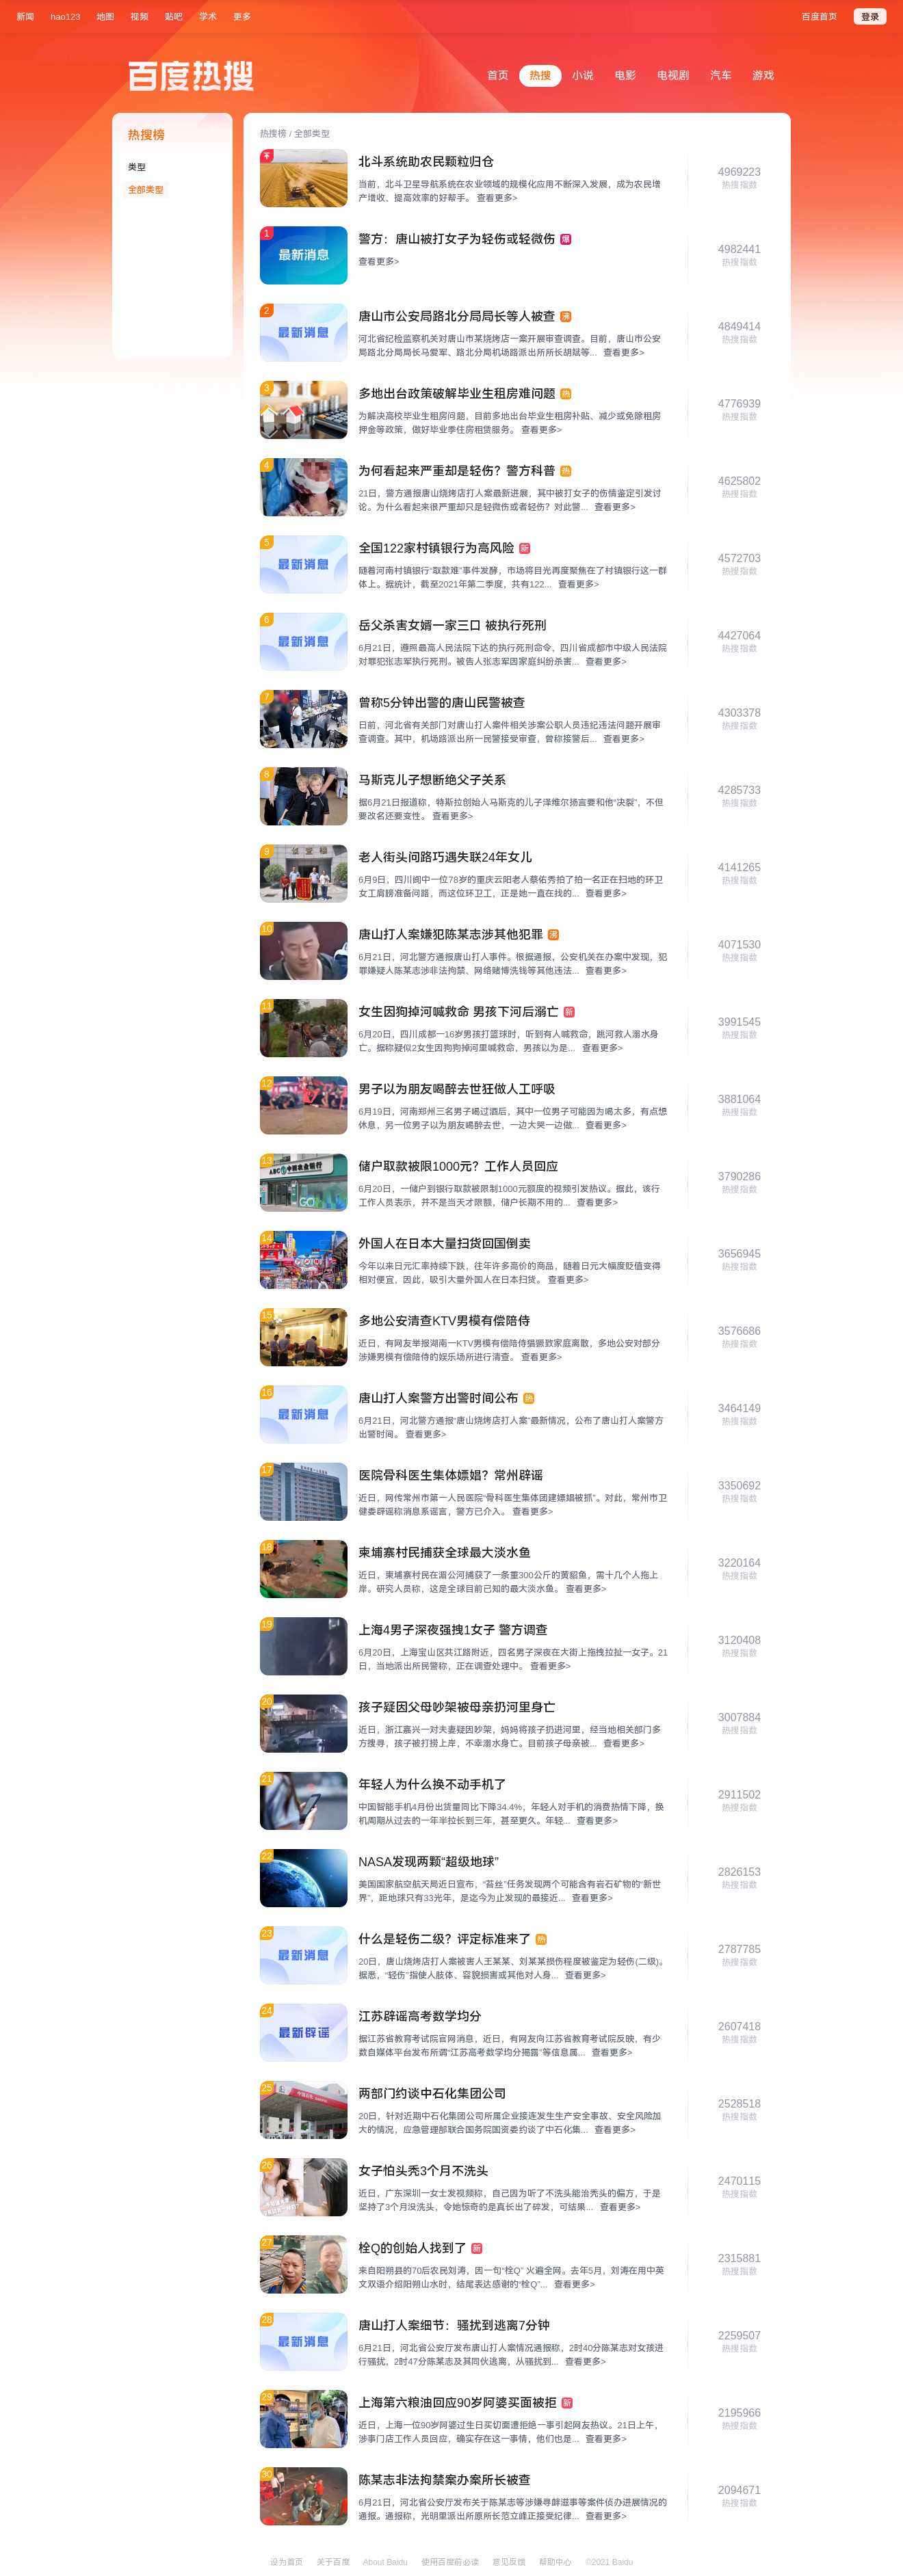 新闻 hao123 地图 视频 贴吧 学术 更多 百度首页 登录
百度热搜
首页 热搜 小说 电影 电视剧 汽车 游戏
热搜榜
类型
全部类型
热搜榜 / 全部类型
北斗系统助农民颗粒归仓
当前，北斗卫星导航系统在农业领域的规模化应用不断深入发展，成为农民增
产增收、提高效率的好帮手。 查看更多>
4969223
热搜指数
1
最新消息
警方：唐山被打女子为轻伤或轻微伤 爆
查看更多>
4982441
热搜指数
2
最新消息
唐山市公安局路北分局局长等人被查 沸
河北省纪检监察机关对唐山市某烧烤店一案开展审查调查。目前，唐山市公安
局路北分局局长马爱军、路北分局机场路派出所所长胡斌等... 查看更多>
4849414
热搜指数
3
多地出台政策破解毕业生租房难问题 热
为解决高校毕业生租房问题，目前多地出台毕业生租房补贴、减少或免除租房
押金等政策，做好毕业季住房租赁服务。 查看更多>
4776939
热搜指数
4
为何看起来严重却是轻伤？警方科普 热
21日，警方通报唐山烧烤店打人案最新进展，其中被打女子的伤情鉴定引发讨
论。为什么看起来很严重却只是轻微伤或者轻伤？对此警... 查看更多>
4625802
热搜指数
5
最新消息
全国122家村镇银行为高风险 新
随着河南村镇银行“取款难”事件发酵，市场将目光再度聚焦在了村镇银行这一群
体上。据统计，截至2021年第二季度，共有122... 查看更多>
4572703
热搜指数
6
最新消息
岳父杀害女婿一家三口 被执行死刑
6月21日，遵照最高人民法院下达的执行死刑命令，四川省成都市中级人民法院
对罪犯张志军执行死刑。被告人张志军因家庭纠纷杀害... 查看更多>
4427064
热搜指数
7
曾称5分钟出警的唐山民警被查
日前，河北省有关部门对唐山打人案件相关涉案公职人员违纪违法问题开展审
查调查。其中，机场路派出所一民警接受审查，曾称接警后... 查看更多>
4303378
热搜指数
8
马斯克儿子想断绝父子关系
据6月21日报道称，特斯拉创始人马斯克的儿子泽维尔扬言要和他“决裂”，不但
要改名还要变性。 查看更多>
4285733
热搜指数
9
老人街头问路巧遇失联24年女儿
6月9日，四川阆中一位78岁的重庆云阳老人蔡佑秀拍了拍一名正在扫地的环卫
女工肩膀准备问路，而这位环卫工，正是她一直在找的... 查看更多>
4141265
热搜指数
10
唐山打人案嫌犯陈某志涉其他犯罪 沸
6月21日，河北警方通报唐山打人事件。根据通报，公安机关在办案中发现，犯
罪嫌疑人陈某志涉非法拘禁、网络赌博洗钱等其他违法... 查看更多>
4071530
热搜指数
11
女生因狗掉河喊救命 男孩下河后溺亡 新
6月20日，四川成都一16岁男孩打篮球时，听到有人喊救命，跳河救人溺水身
亡。据称疑似2女生因狗狗掉河里喊救命，男孩以为是... 查看更多>
3991545
热搜指数
12
男子以为朋友喝醉去世狂做人工呼吸
6月19日，河南郑州三名男子喝过酒后，其中一位男子可能因为喝太多，有点想
休息，另一位男子以为朋友喝醉去世，一边大哭一边做... 查看更多>
3881064
热搜指数
13
储户取款被限1000元？工作人员回应
6月20日，一储户到银行取款被限制1000元额度的视频引发热议。据此，该行
工作人员表示，并不是当天才限额，储户长期不用的... 查看更多>
3790286
热搜指数
14
外国人在日本大量扫货回国倒卖
今年以来日元汇率持续下跌，往年许多高价的商品，随着日元大幅度贬值变得
相对便宜，因此，吸引大量外国人在日本扫货。 查看更多>
3656945
热搜指数
15
多地公安清查KTV男模有偿陪侍
近日，有网友举报湖南一KTV男模有偿陪侍猖獗致家庭离散，多地公安对部分
涉嫌男模有偿陪侍的娱乐场所进行清查。 查看更多>
3576686
热搜指数
16
最新消息
唐山打人案警方出警时间公布 热
6月21日，河北警方通报“唐山烧烤店打人案”最新情况，公布了唐山打人案警方
出警时间。 查看更多>
3464149
热搜指数
17
医院骨科医生集体嫖娼？常州辟谣
近日，网传常州市第一人民医院“骨科医生集体团建嫖娼被抓”。对此，常州市卫
健委辟谣称消息系谣言，警方已介入。 查看更多>
3350692
热搜指数
18
柬埔寨村民捕获全球最大淡水鱼
近日，柬埔寨村民在湄公河捕获了一条重300公斤的黄貂鱼，需十几个人拖上
岸。研究人员称，这是全球目前已知的最大淡水鱼。 查看更多>
3220164
热搜指数
19
上海4男子深夜强拽1女子 警方调查
6月20日，上海宝山区共江路附近，四名男子深夜在大街上拖拽拉扯一女子。21
日，当地派出所民警称，正在调查处理中。 查看更多>
3120408
热搜指数
20
孩子疑因父母吵架被母亲扔河里身亡
近日，浙江嘉兴一对夫妻疑因吵架，妈妈将孩子扔进河里，经当地相关部门多
方搜寻，孩子被打捞上岸，不幸溺水身亡。目前孩子母亲被... 查看更多>
3007884
热搜指数
21
年轻人为什么换不动手机了
中国智能手机4月份出货量同比下降34.4%，年轻人对手机的消费热情下降，换
机周期从过去的一年半拉长到三年，甚至更久。年轻... 查看更多>
2911502
热搜指数
22
NASA发现两颗“超级地球”
美国国家航空航天局近日宣布，“苔丝”任务发现两个可能含有岩石矿物的“新世
界”，距地球只有33光年，是迄今为止发现的最接近... 查看更多>
2826153
热搜指数
23
最新消息
什么是轻伤二级？评定标准来了 热
20日，唐山烧烤店打人案被害人王某某、刘某某损伤程度被鉴定为轻伤(二级)。
据悉，“轻伤”指使人肢体、容貌损害或其他对人身... 查看更多>
2787785
热搜指数
24
最新辟谣
江苏辟谣高考数学均分
据江苏省教育考试院官网消息，近日，有网友向江苏省教育考试院反映，有少
数自媒体平台发布所谓“江苏高考数学均分揭露”等信息属... 查看更多>
2607418
热搜指数
25
两部门约谈中石化集团公司
20日，针对近期中石化集团公司所属企业接连发生生产安全事故、安全风险加
大的情况，应急管理部联合国务院国资委约谈了中石化集... 查看更多>
2528518
热搜指数
26
女子怕头秃3个月不洗头
近日，广东深圳一女士发视频称，自己因为听了不洗头能治秃头的偏方，于是
坚持了3个月没洗头，令她惊奇的是真长出了碎发，可结果... 查看更多>
2470115
热搜指数
27
栓Q的创始人找到了 新
来自阳朔县的70后农民刘涛，因一句“栓Q” 火遍全网。去年5月，刘涛在用中英
文双语介绍阳朔山水时，结尾表达感谢的“栓Q”... 查看更多>
2315881
热搜指数
28
最新消息
唐山打人案细节：骚扰到逃离7分钟
6月21日，河北省公安厅发布唐山打人案情况通报称，2时40分陈某志对女孩进
行骚扰，2时47分陈某志及其同伙逃离，从骚扰到... 查看更多>
2259507
热搜指数
29
上海第六粮油回应90岁阿婆买面被拒 新
近日，上海一位90岁阿婆过生日买切面遭拒绝一事引起网友热议。21日上午，
涉事门店工作人员回应，确实存在这一事情，他们也是... 查看更多>
2195966
热搜指数
30
陈某志非法拘禁案办案所长被查
6月21日，河北省公安厅发布关于陈某志等涉嫌寻衅滋事等案件侦办进展情况的
通报。通报称，光明里派出所原所长范立峰正接受纪律... 查看更多>
2094671
热搜指数
设为首页 关于百度 About Baidu 使用百度前必读 意见反馈 帮助中心 ©2021 Baidu